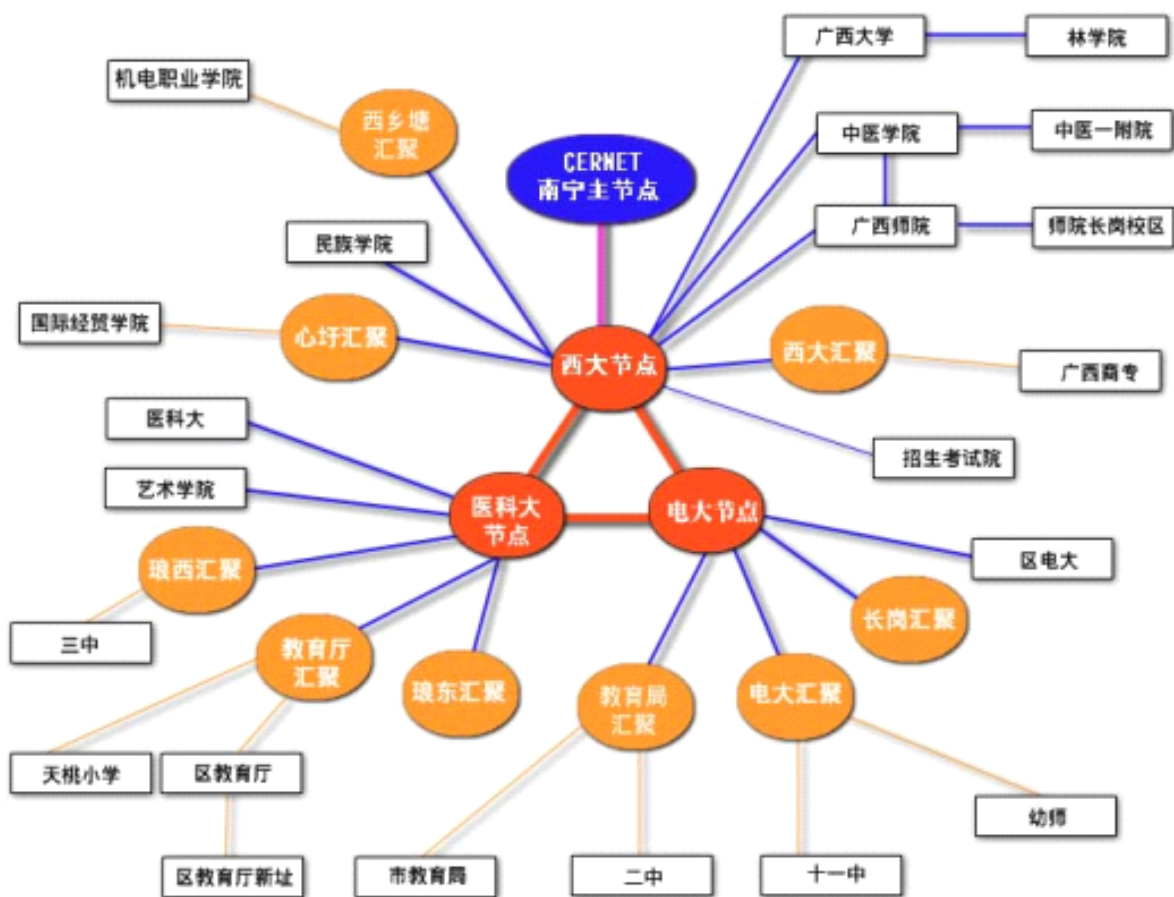 广西大学
林学院
机电职业学院
西乡塘
汇聚
中医学院
中医一附院
CERNET
南宁主节点
民族学院
广西师院
师院长岗校区
国际经贸学院
心圩汇聚
西大节点
西大汇聚
广西商专
医科大
招生考试院
艺术学院
医科大
节点
电大节点
琅西汇聚
区电大
三中
教育厅
汇聚
琅东汇聚
教育局
汇聚
电大汇聚
长岗汇聚
天桃小学
区教育厅
幼师
区教育厅新址
市教育局
二中
十一中